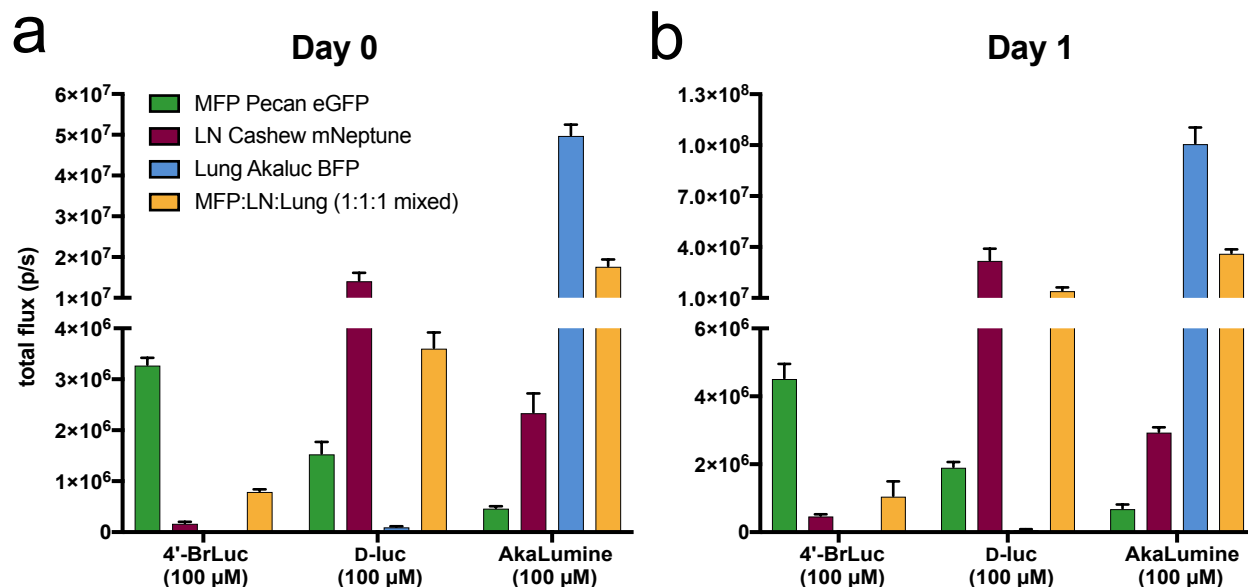 a
Day 0
b
Day 1
total flux (p/s)
6×10⁷
5×10⁷
4×10⁷
3×10⁷
2×10⁷
1×10⁷
4×10⁶
3×10⁶
2×10⁶
1×10⁶
0
MFP Pecan eGFP
LN Cashew mNeptune
Lung Akaluc BFP
MFP:LN:Lung (1:1:1 mixed)
4'-BrLuc
(100 µM)
D-luc
(100 µM)
AkaLumine
(100 µM)
1.3×10⁸
1.0×10⁸
7.0×10⁷
4.0×10⁷
1.0×10⁷
6×10⁶
4×10⁶
2×10⁶
0
4'-BrLuc
(100 µM)
D-luc
(100 µM)
AkaLumine
(100 µM)